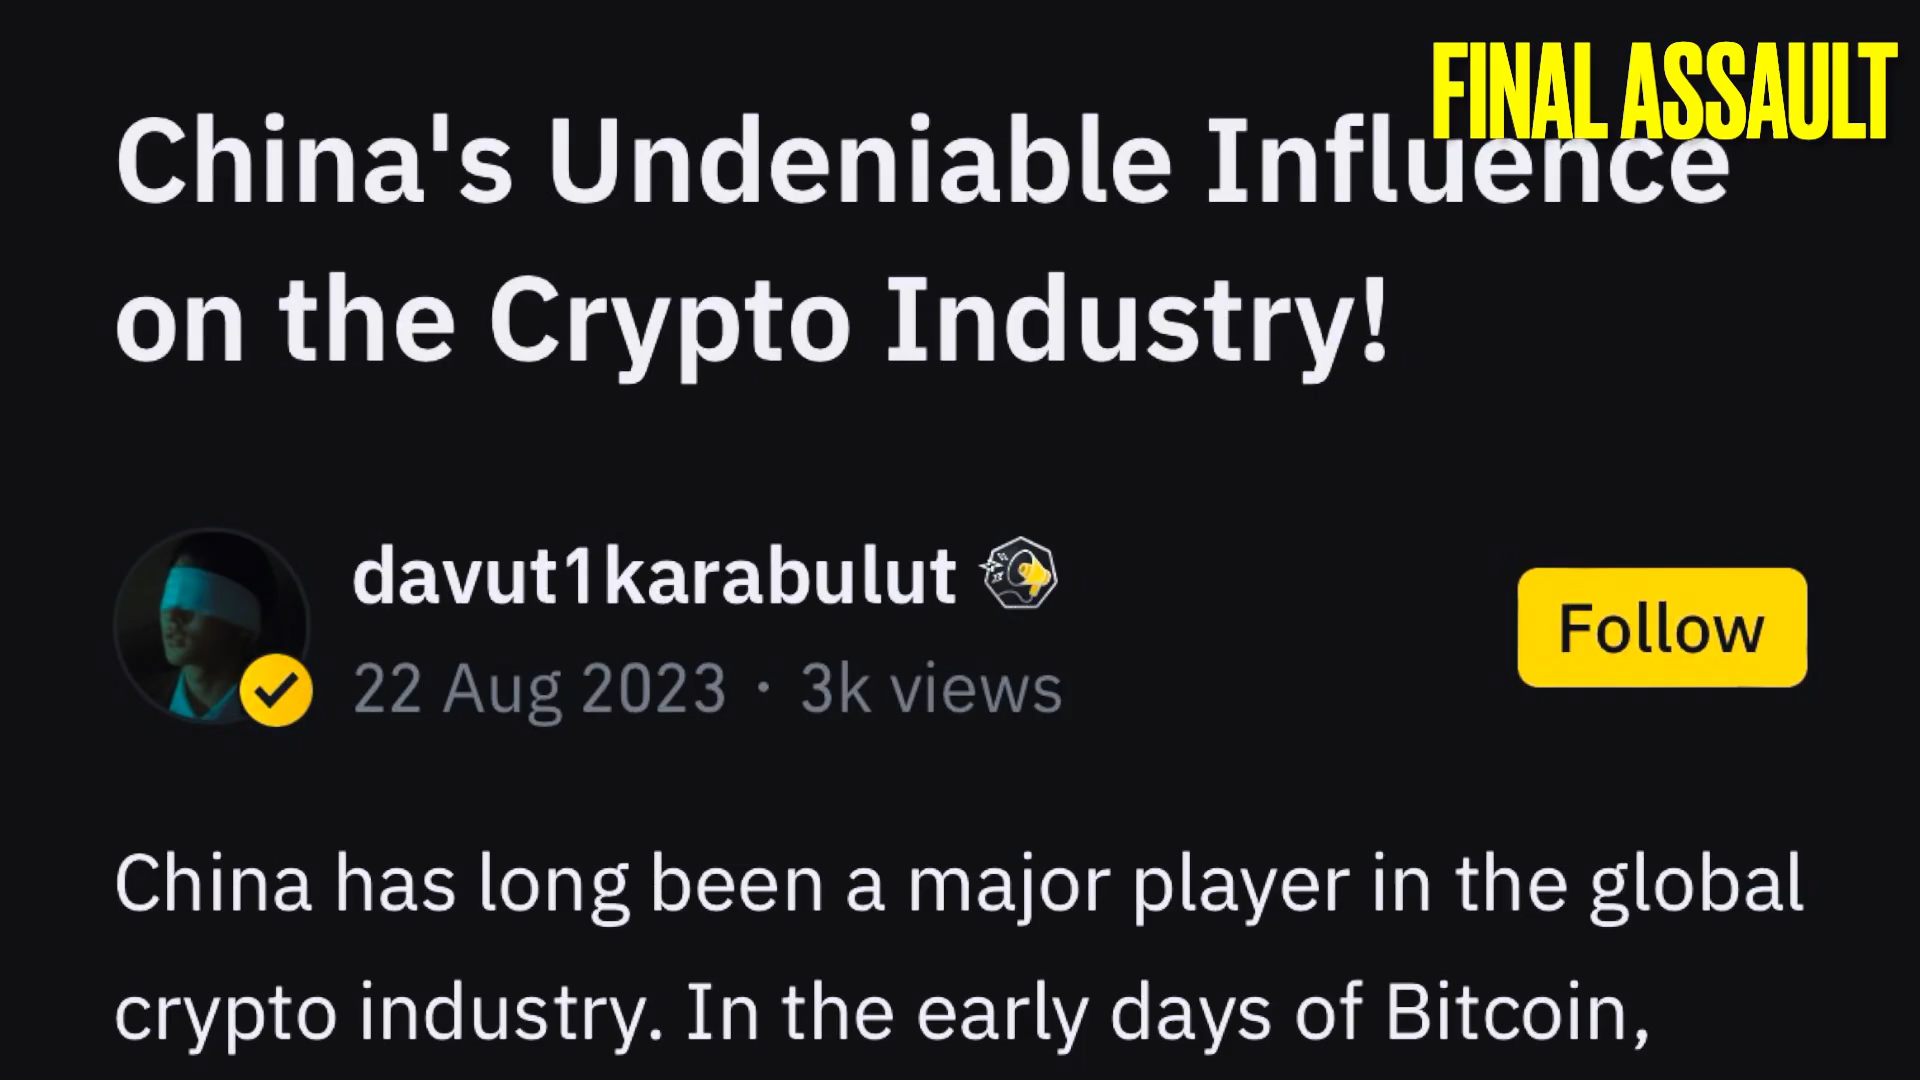 FINAL ASSAULT
China's Undeniable Influence
on the Crypto Industry!
davut1karabulut
22 Aug 2023 · 3k views
Follow
China has long been a major player in the global
crypto industry. In the early days of Bitcoin,